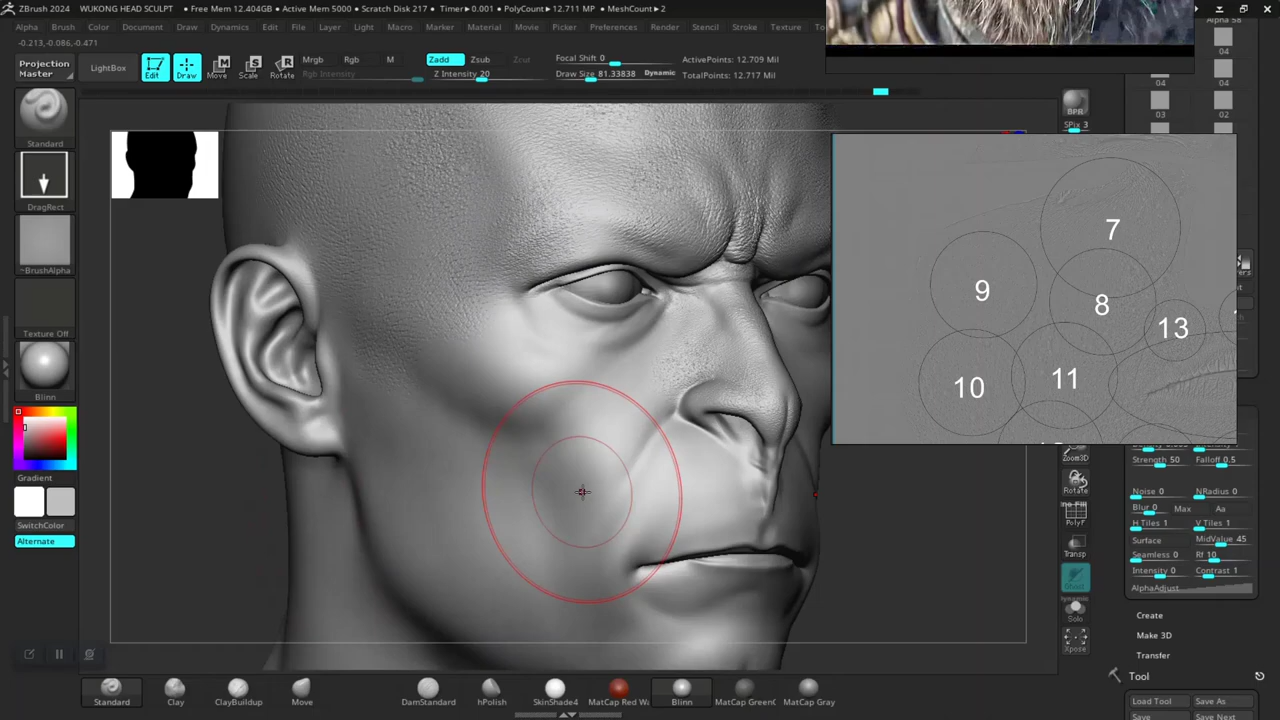 ZBrush 2024 WUKONG HEAD SCULPT • Free Mem 12.404GB • Active Mem 5000 • Scratch Disk 217 • Timer▸0.001 • PolyCount▸12.711 MP • MeshCount▸2
Alpha Brush Color Document Draw Dynamics Edit File Layer Light Macro Marker Material Movie Picker Preferences Render Stencil Stroke Texture
-0.213,-0.086,-0.471
Projection Master
LightBox
Edit
Draw
Move
Scale
Rotate
Mrgb Rgb M
Rgb Intensity
Zadd Zsub Zcut
Z Intensity 20
Focal Shift 0
Draw Size 81.33838 Dynamic
ActivePoints: 12.709 Mil
TotalPoints: 12.717 Mil
Standard
DragRect
~BrushAlpha
Texture Off
Blinn
Gradient
SwitchColor
Alternate
BPR
SPix 3
Alpha 58
04
04
04
03
02
7
9
8
13
10
11
Zoom3D
Rotate
PolyF
Transp
Dynamic
Solo
Xpose
Strength 50 Falloff 0.5
Noise 0 NRadius 0
Blur 0 Max Aa
H Tiles 1 V Tiles 1
Surface MidValue 45
Seamless 0 Rf 10
Intensity 0 Contrast 1
AlphaAdjust
Create
Make 3D
Transfer
Tool
Load Tool Save As
Save Save Next
Standard Clay ClayBuildup Move DamStandard hPolish SkinShade4 MatCap Red Wa Blinn MatCap GreenC MatCap Gray